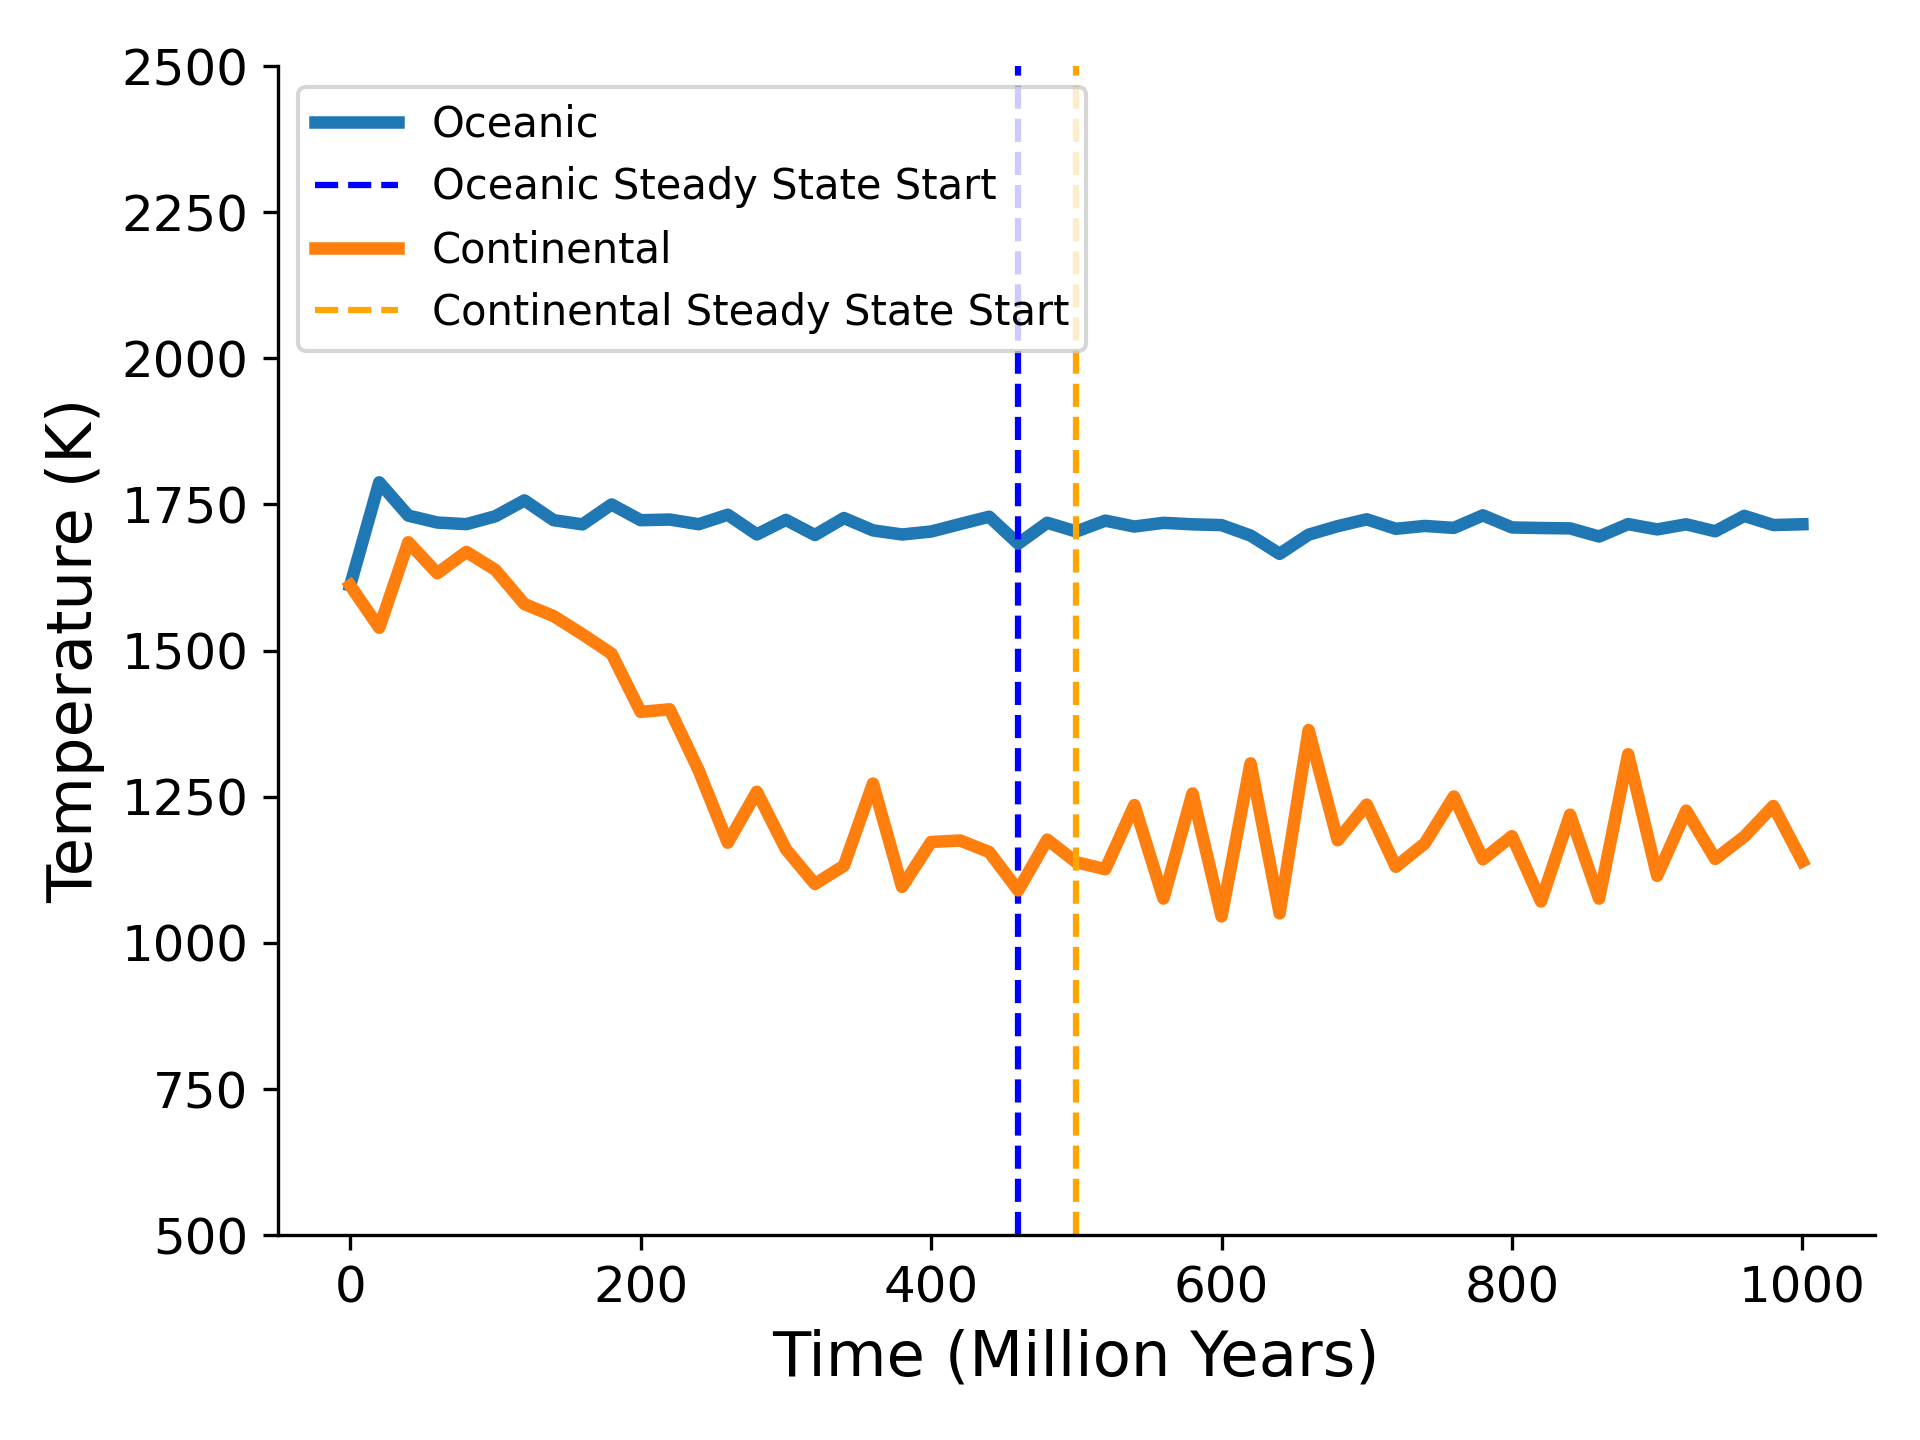 2500
2250
2000
1750
1500
1250
1000
750
500
Temperature (K)
Oceanic
Oceanic Steady State Start
Continental
Continental Steady State Start
0 200 400 600 800 1000
Time (Million Years)